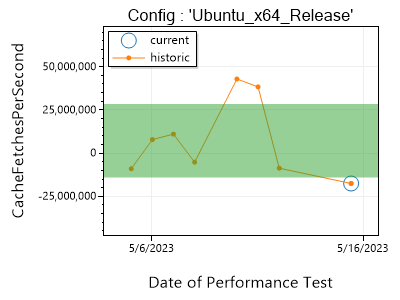 Config : 'Ubuntu_x64_Release'
current
historic
CacheFetchesPerSecond
50,000,000
25,000,000
0
-25,000,000
5/6/2023
5/16/2023
Date of Performance Test